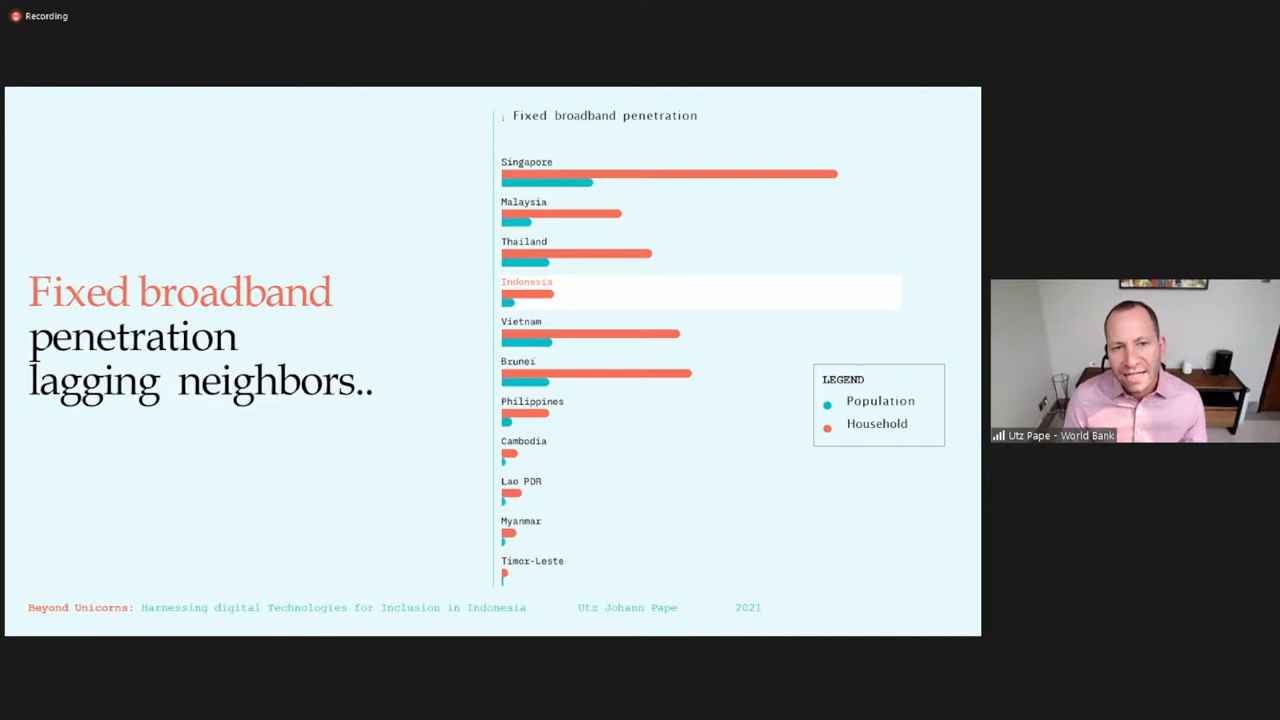 Recording
Fixed broadband
penetration
lagging neighbors..
Fixed broadband penetration
Singapore
Malaysia
Thailand
Indonesia
Vietnam
Brunei
Philippines
Cambodia
Lao PDR
Myanmar
Timor-Leste
LEGEND
Population
Household
Beyond Unicorns: Harnessing digital Technologies for Inclusion in Indonesia Utz Johann Pape 2021
Utz Pape - World Bank